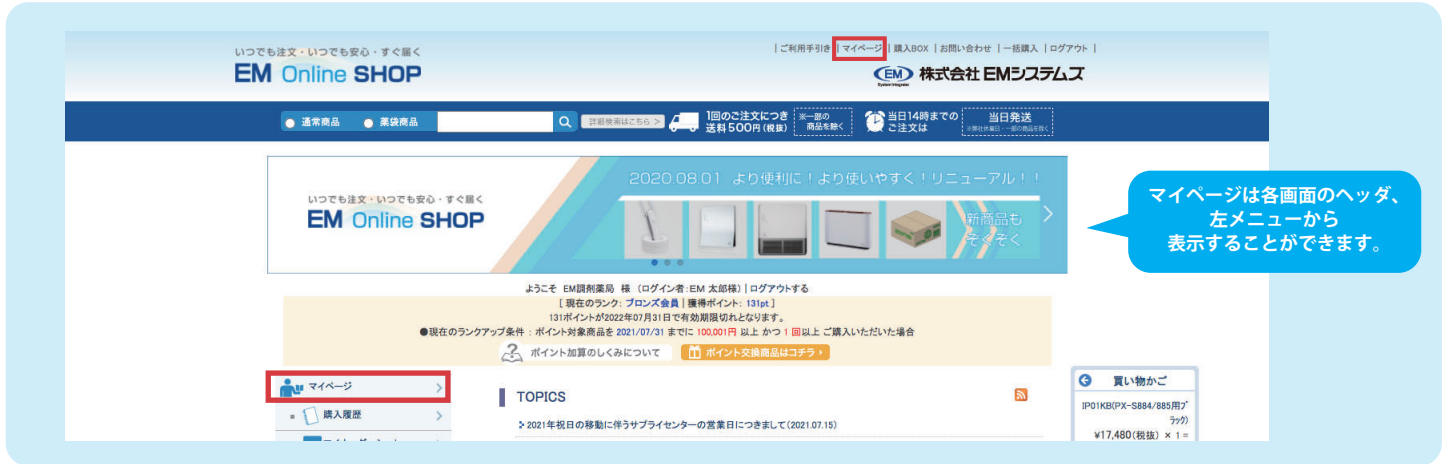 いつでも注文・いつでも安心・すぐ届く
EM Online SHOP
| ご利用手引き | マイページ | 購入BOX | お問い合わせ | 一括購入 | ログアウト |
EM 株式会社 EMシステムズ
通常商品 薬袋商品
詳細検索はこちら >
1回のご注文につき
送料500円(税抜)
※一部の
商品を除く
当日14時までの
ご注文は
当日発送
※弊社休業日・一部の商品を除く
いつでも注文・いつでも安心・すぐ届く
EM Online SHOP
2020.08.01 より便利に！より使いやすく！リニューアル！！
新商品も
ぞくぞく
マイページは各画面のヘッダ、
左メニューから
表示することができます。
ようこそ EM調剤薬局 様 （ログイン者:EM 太郎様） | ログアウトする
[ 現在のランク: ブロンズ会員 | 獲得ポイント: 131pt ]
131ポイントが2022年07月31日で有効期限切れとなります。
●現在のランクアップ条件 : ポイント対象商品を 2021/07/31 までに 100,001円 以上 かつ 1 回以上 ご購入いただいた場合
ポイント加算のしくみについて
ポイント交換商品はコチラ
マイページ
購入履歴
TOPICS
2021年祝日の移動に伴うサプライセンターの営業日につきまして(2021.07.15)
買い物かご
IP01KB(PX-S884/885用ブ
ラック)
¥17,480(税抜) × 1 =